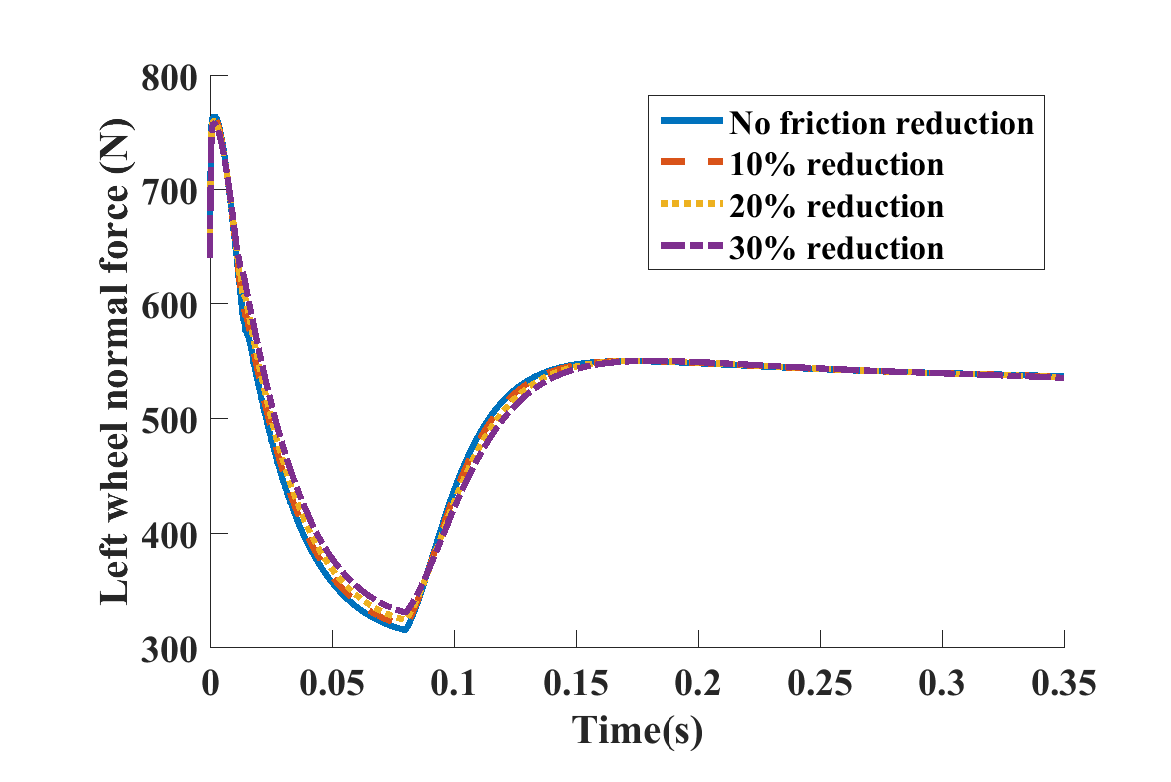 800
700
600
500
400
300
Left wheel normal force (N)
No friction reduction
10% reduction
20% reduction
30% reduction
0 0.05 0.1 0.15 0.2 0.25 0.3 0.35
Time(s)